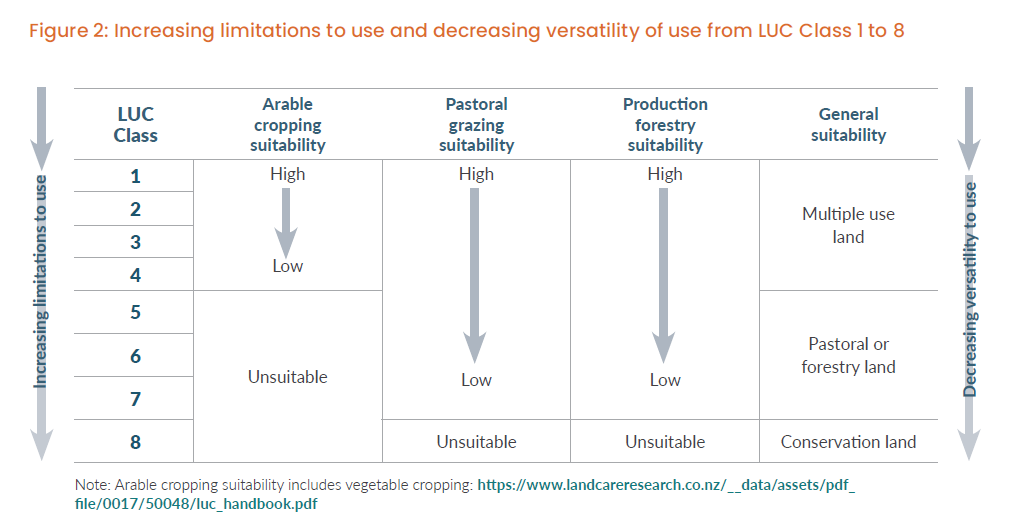 Figure 2: Increasing limitations to use and decreasing versatility of use from LUC Class 1 to 8
Increasing limitations to use
LUC
Class
Arable
cropping
suitability
Pastoral
grazing
suitability
Production
forestry
suitability
General
suitability
1
High
High
High
2
3
4
Low
Multiple use
land
5
6
7
Unsuitable
Low
Low
Pastoral or
forestry land
8
Unsuitable
Unsuitable
Conservation land
Decreasing versatility to use
Note: Arable cropping suitability includes vegetable cropping: https://www.landcareresearch.co.nz/__data/assets/pdf_
file/0017/50048/luc_handbook.pdf